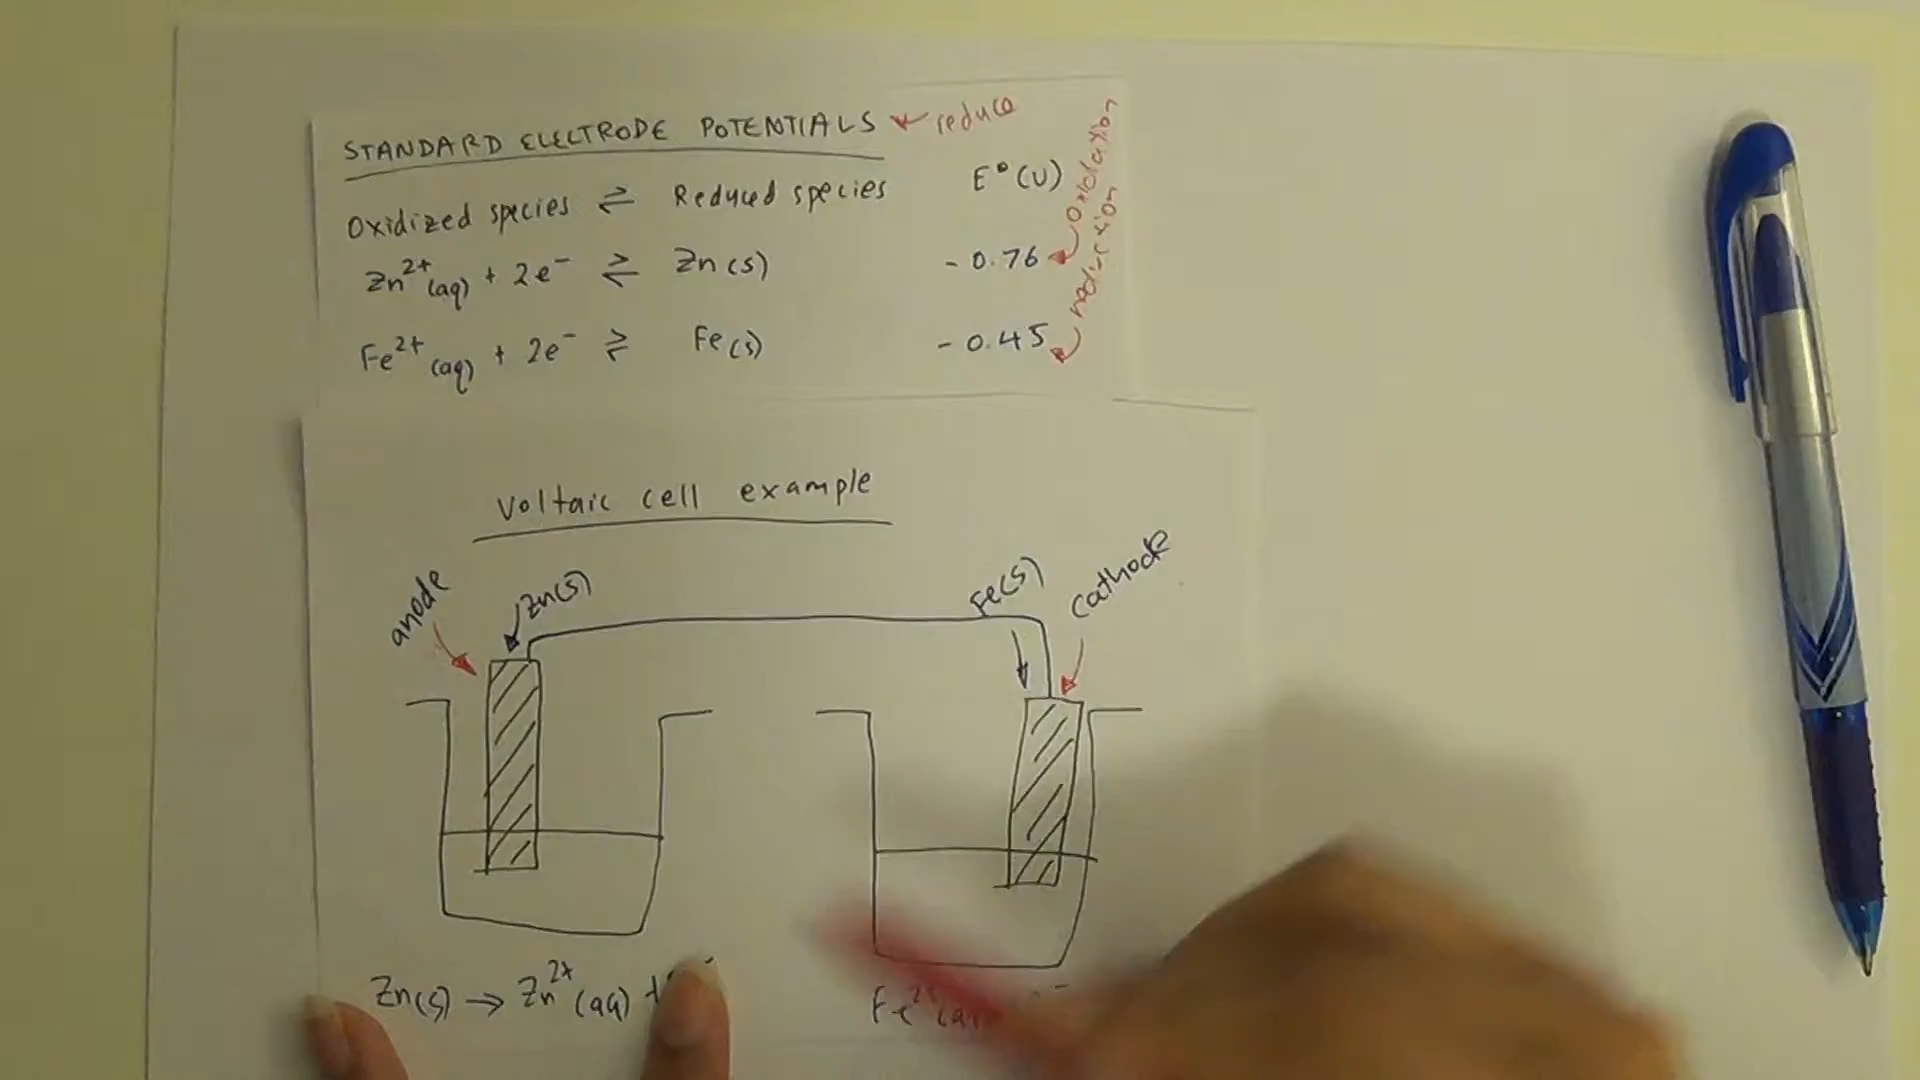 STANDARD ELECTRODE POTENTIALS
reduce
Oxidized species ⇌ Reduced species E°(V)
Zn²⁺(aq) + 2e⁻ ⇌ Zn(s) - 0.76
oxidation
Fe²⁺(aq) + 2e⁻ ⇌ Fe(s) - 0.45
Voltaic cell example
anode
Zn(s)
Fe(s)
Cathode
Zn(s) → Zn²⁺(aq) +
Fe²⁺